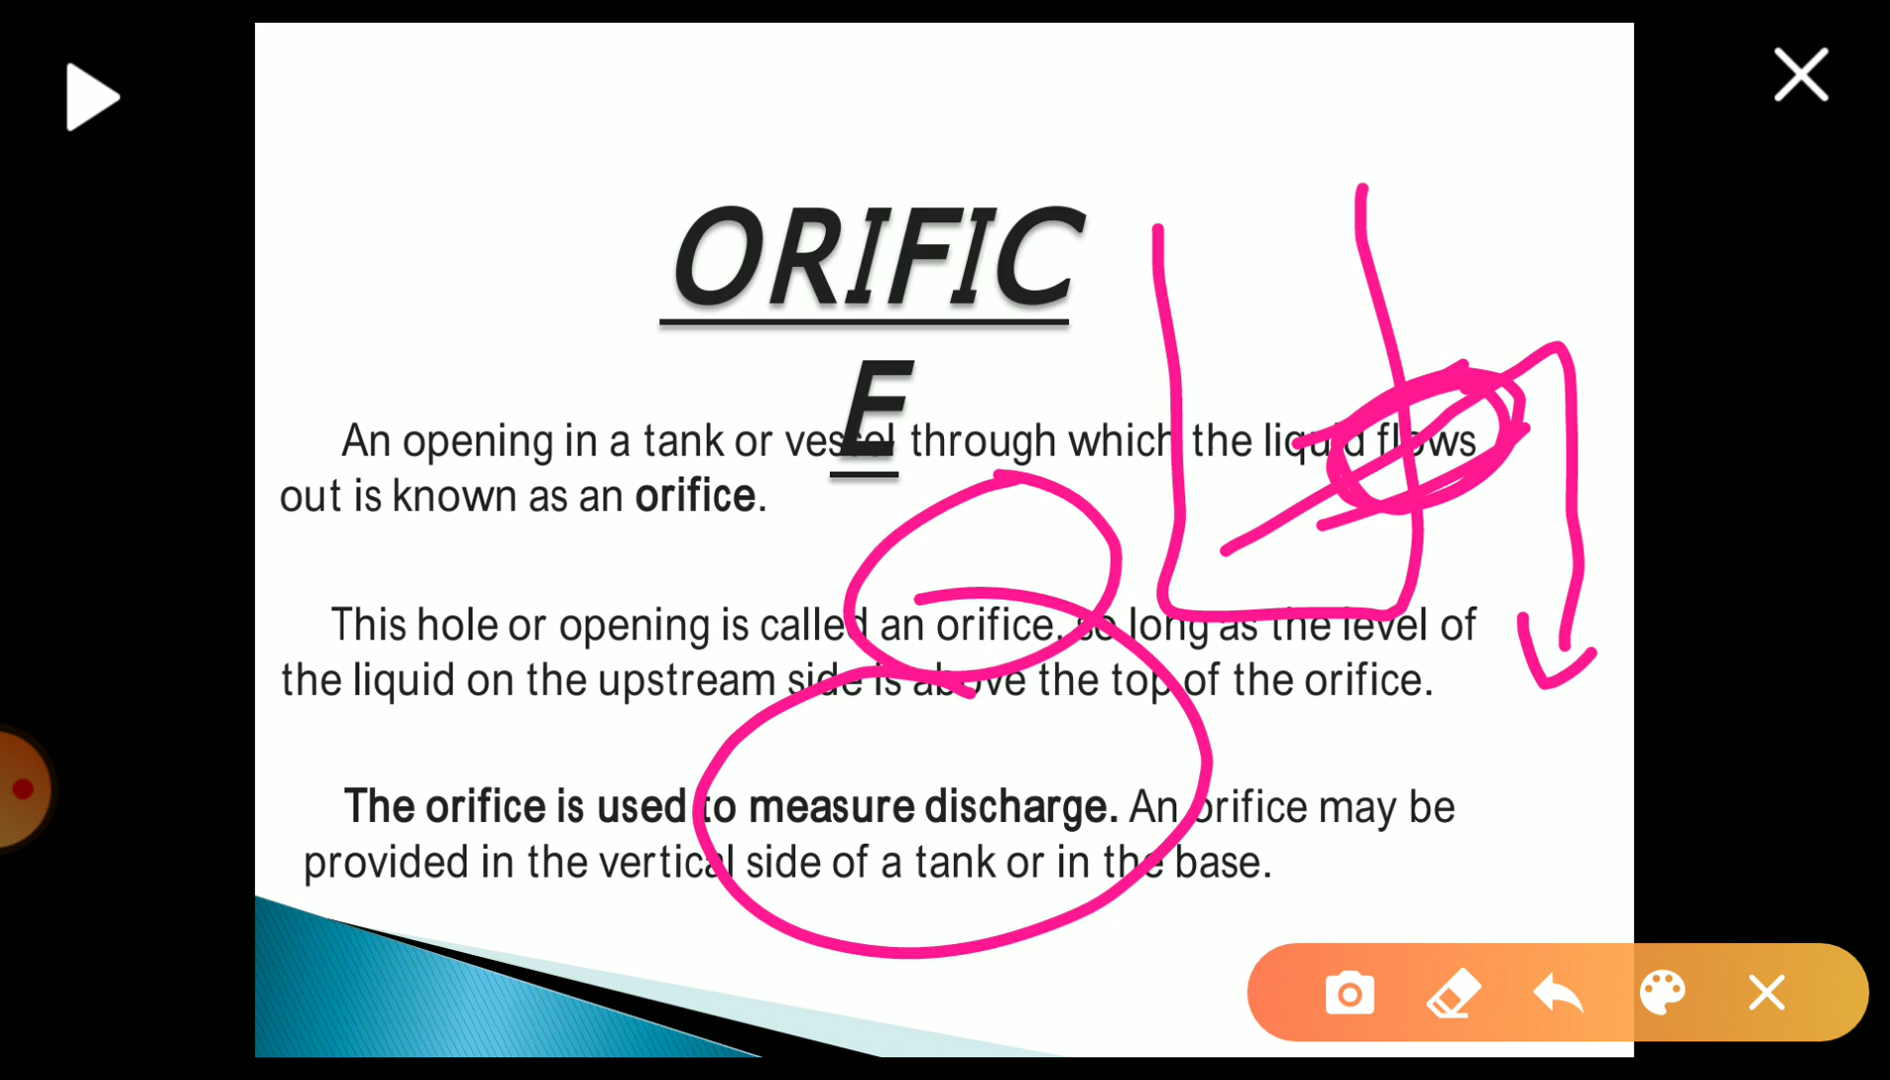 ORIFIC
E
An opening in a tank or vessel through which the liquid flows
out is known as an orifice.
This hole or opening is called an orifice, so long as the level of
the liquid on the upstream side is above the top of the orifice.
The orifice is used to measure discharge. An orifice may be
provided in the vertical side of a tank or in the base.